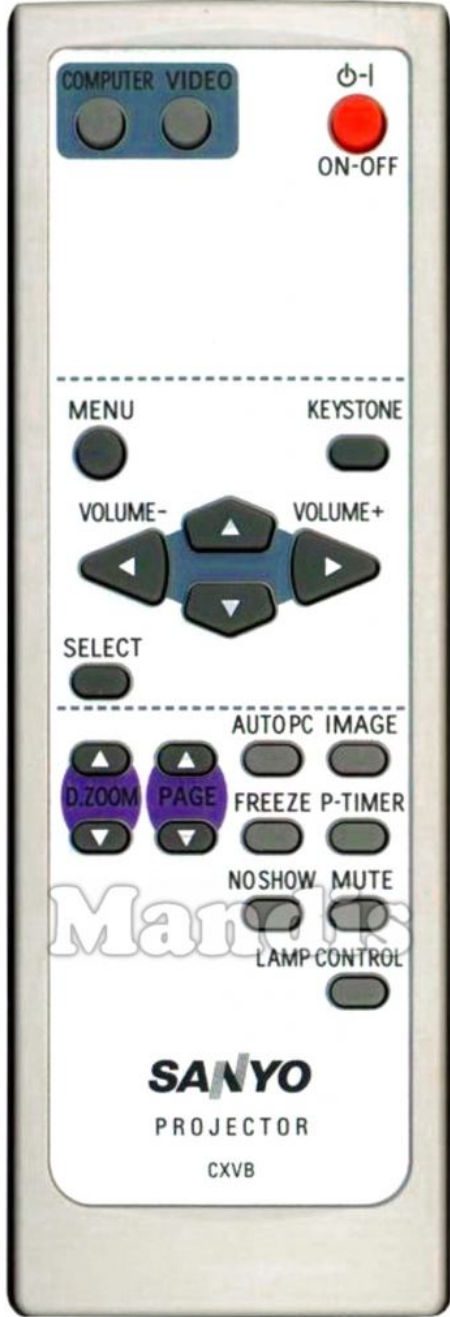 COMPUTER VIDEO
⏻-|
ON-OFF
MENU
KEYSTONE
VOLUME-
VOLUME+
SELECT
AUTO PC IMAGE
D.ZOOM PAGE FREEZE P-TIMER
NO SHOW MUTE
Mandis
LAMP CONTROL
SANYO
PROJECTOR
CXVB